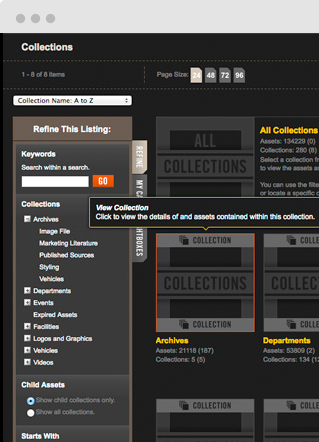 Collections
1 - 8 of 8 items
Page Size: 24 48 72 96
Collection Name: A to Z
Refine This Listing:
Keywords
Search within a search.
GO
Collections
Archives
Image File
Marketing Literature
Published Sources
Styling
Vehicles
Departments
Events
Expired Assets
Facilities
Logos and Graphics
Vehicles
Videos
Child Assets
Show child collections only.
Show all collections.
Starts With
REFINE
MY CA
HTBOXES
ALL
COLLECTIONS
All Collections
Assets: 134229 (0)
Collections: 280 (8)
Select a collection fr
to view the assets as
You can use the filte
or locate a specific c
View Collection
Click to view the details of and assets contained within this collection.
COLLECTION
COLLECTIONS
COLLECTION
Archives
Assets: 21118 (187)
Collections: 5 (5)
COLLECTION
COLLECTI
COLLECTI
Departments
Assets: 53809 (2)
Collections: 134 (12
COLLECTION
COLLECTI